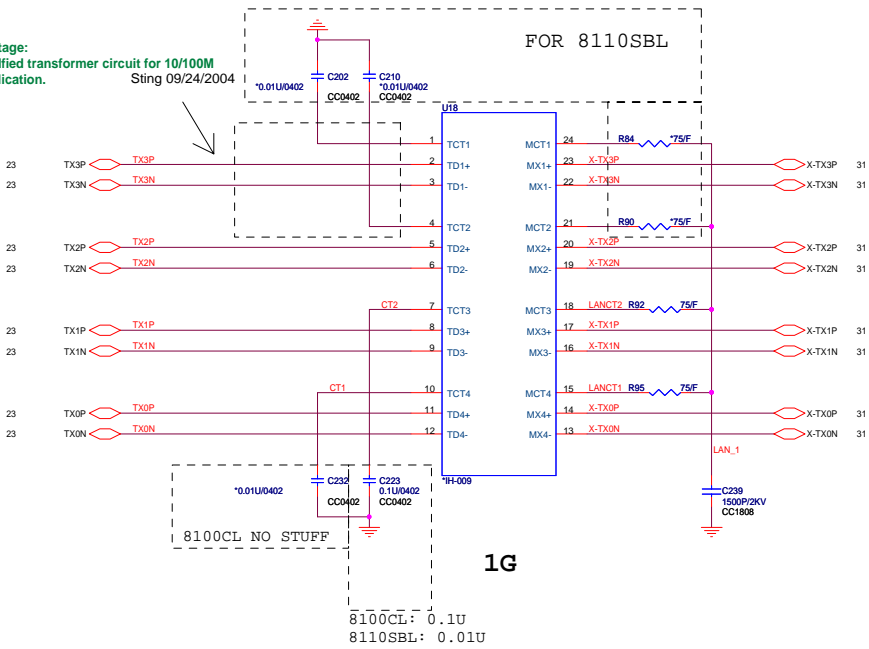 FOR 8110SBL
tage:
lfied transformer circuit for 10/100M
lication.
Sting 09/24/2004
C202
*0.01U/0402
CC0402
C210
*0.01U/0402
CC0402
U18
1 TCT1 MCT1 24 R84 *75/F
23 TX3P TX3P 2 TD1+ MX1+ 23 X-TX3P X-TX3P 31
23 TX3N TX3N 3 TD1- MX1- 22 X-TX3N X-TX3N 31
4 TCT2 MCT2 21 R90 *75/F
23 TX2P TX2P 5 TD2+ MX2+ 20 X-TX2P X-TX2P 31
23 TX2N TX2N 6 TD2- MX2- 19 X-TX2N X-TX2N 31
CT2 7 TCT3 MCT3 18 LANCT2 R92 75/F
23 TX1P TX1P 8 TD3+ MX3+ 17 X-TX1P X-TX1P 31
23 TX1N TX1N 9 TD3- MX3- 16 X-TX1N X-TX1N 31
CT1 10 TCT4 MCT4 15 LANCT1 R95 75/F
23 TX0P TX0P 11 TD4+ MX4+ 14 X-TX0P X-TX0P 31
23 TX0N TX0N 12 TD4- MX4- 13 X-TX0N X-TX0N 31
LAN_1
*IH-009
C232
*0.01U/0402
CC0402
C223
0.1U/0402
CC0402
C239
1500P/2KV
CC1808
8100CL NO STUFF
1G
8100CL: 0.1U
8110SBL: 0.01U